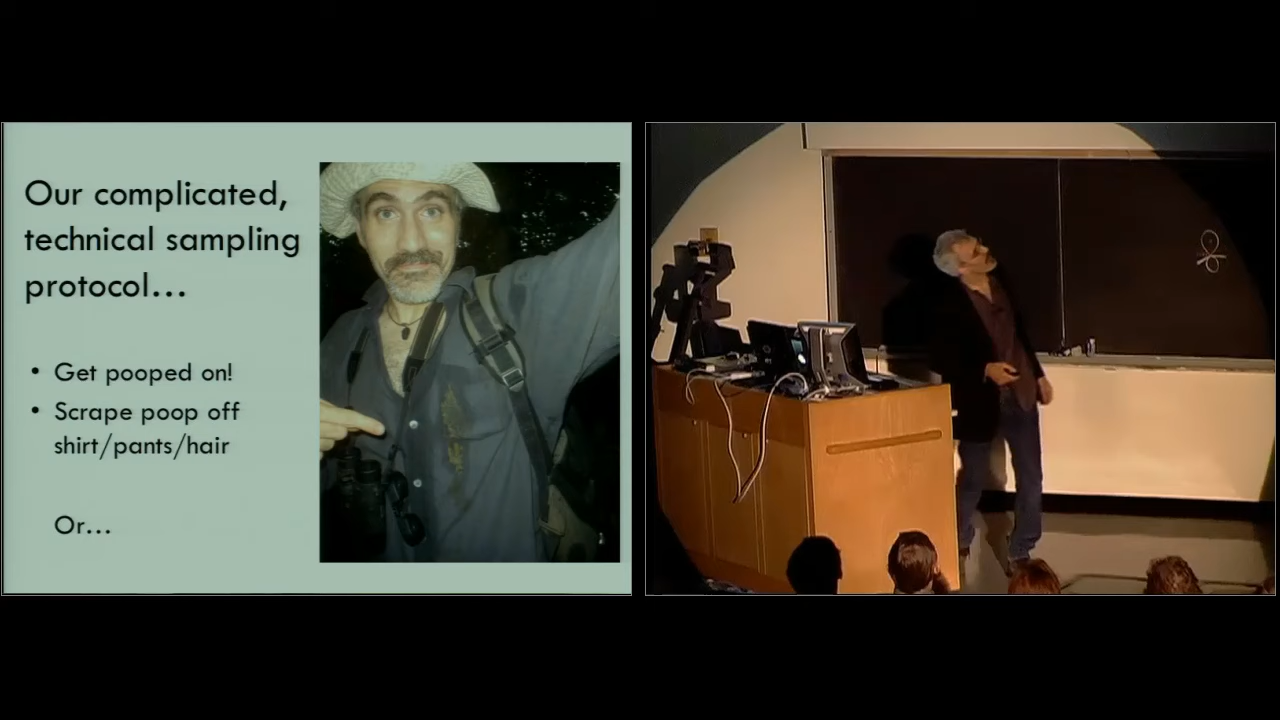 Our complicated,
technical sampling
protocol...
• Get pooped on!
• Scrape poop off
shirt/pants/hair
Or...